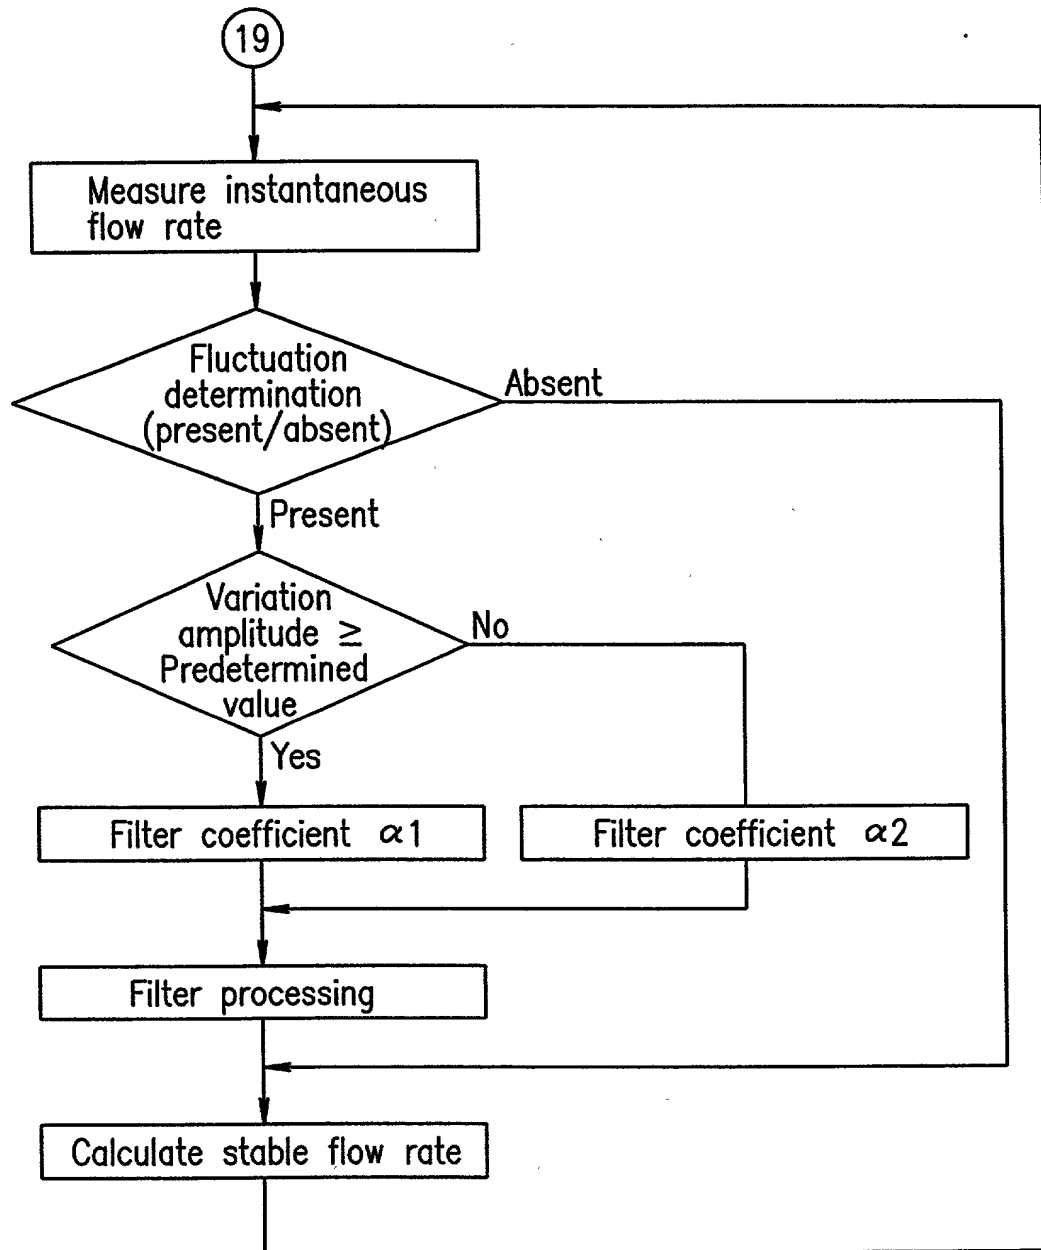 19
Measure instantaneous
flow rate
Fluctuation
determination
(present/absent)
Absent
Present
Variation
amplitude ≥
Predetermined
value
No
Yes
Filter coefficient α1
Filter coefficient α2
Filter processing
Calculate stable flow rate